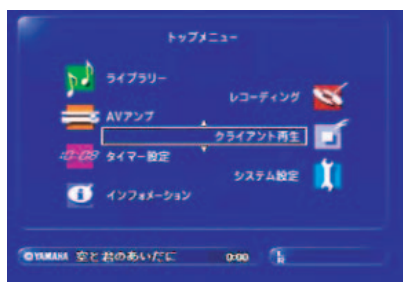 トップメニュー
ライブラリー
レコーディング
AVアンプ
クライアント再生
タイマー設定
システム設定
インフォメーション
YAMAHA 空と君のあいだに 0:00